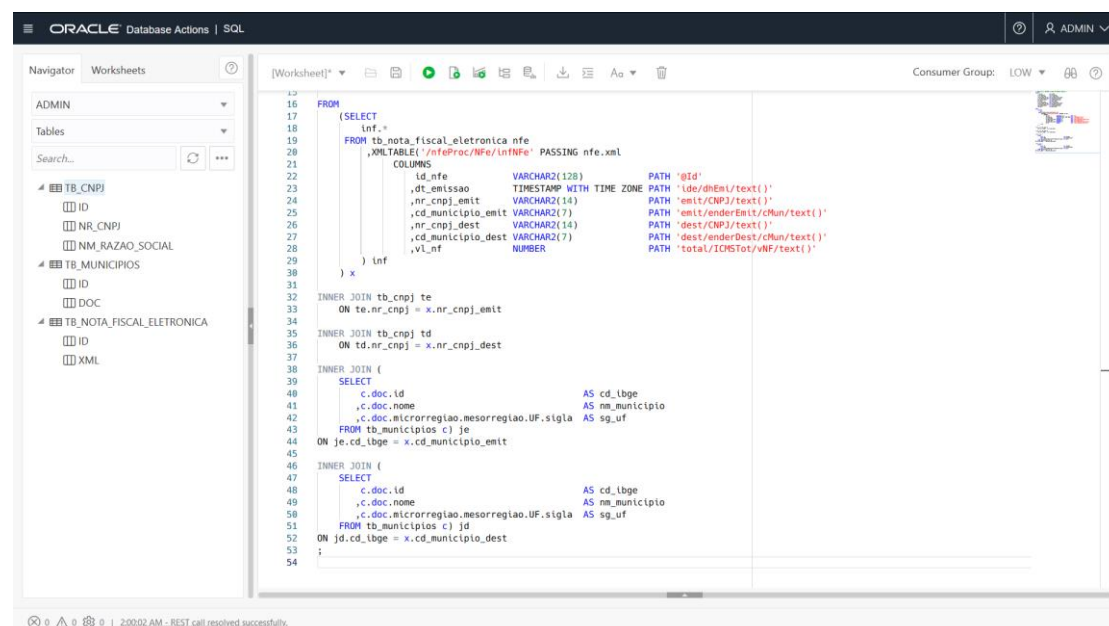 ORACLE Database Actions | SQL
ADMIN
Navigator Worksheets
ADMIN
Tables
Search...
TB_CNPJ
ID
NR_CNPJ
NM_RAZAO_SOCIAL
TB_MUNICIPIOS
ID
DOC
TB_NOTA_FISCAL_ELETRONICA
ID
XML
[Worksheet]* Aa Consumer Group: LOW
15
16 FROM
17 (SELECT
18 inf.*
19 FROM tb_nota_fiscal_eletronica nfe
20 ,XMLTABLE('/nfeProc/NFe/infNFe' PASSING nfe.xml
21 COLUMNS
22 id_nfe VARCHAR2(128) PATH '@Id'
23 ,dt_emissao TIMESTAMP WITH TIME ZONE PATH 'ide/dhEmi/text()'
24 ,nr_cnpj_emit VARCHAR2(14) PATH 'emit/CNPJ/text()'
25 ,cd_municipio_emit VARCHAR2(7) PATH 'emit/enderEmit/cMun/text()'
26 ,nr_cnpj_dest VARCHAR2(14) PATH 'dest/CNPJ/text()'
27 ,cd_municipio_dest VARCHAR2(7) PATH 'dest/enderDest/cMun/text()'
28 ,vl_nf NUMBER PATH 'total/ICMSTot/vNF/text()'
29 ) inf
30 ) x
31
32 INNER JOIN tb_cnpj te
33 ON te.nr_cnpj = x.nr_cnpj_emit
34
35 INNER JOIN tb_cnpj td
36 ON td.nr_cnpj = x.nr_cnpj_dest
37
38 INNER JOIN (
39 SELECT
40 c.doc.id AS cd_ibge
41 ,c.doc.nome AS nm_municipio
42 ,c.doc.microrregiao.mesorregiao.UF.sigla AS sg_uf
43 FROM tb_municipios c) je
44 ON je.cd_ibge = x.cd_municipio_emit
45
46 INNER JOIN (
47 SELECT
48 c.doc.id AS cd_ibge
49 ,c.doc.nome AS nm_municipio
50 ,c.doc.microrregiao.mesorregiao.UF.sigla AS sg_uf
51 FROM tb_municipios c) jd
52 ON jd.cd_ibge = x.cd_municipio_dest
53 ;
54
0 0 0 | 2:00:02 AM - REST call resolved successfully.